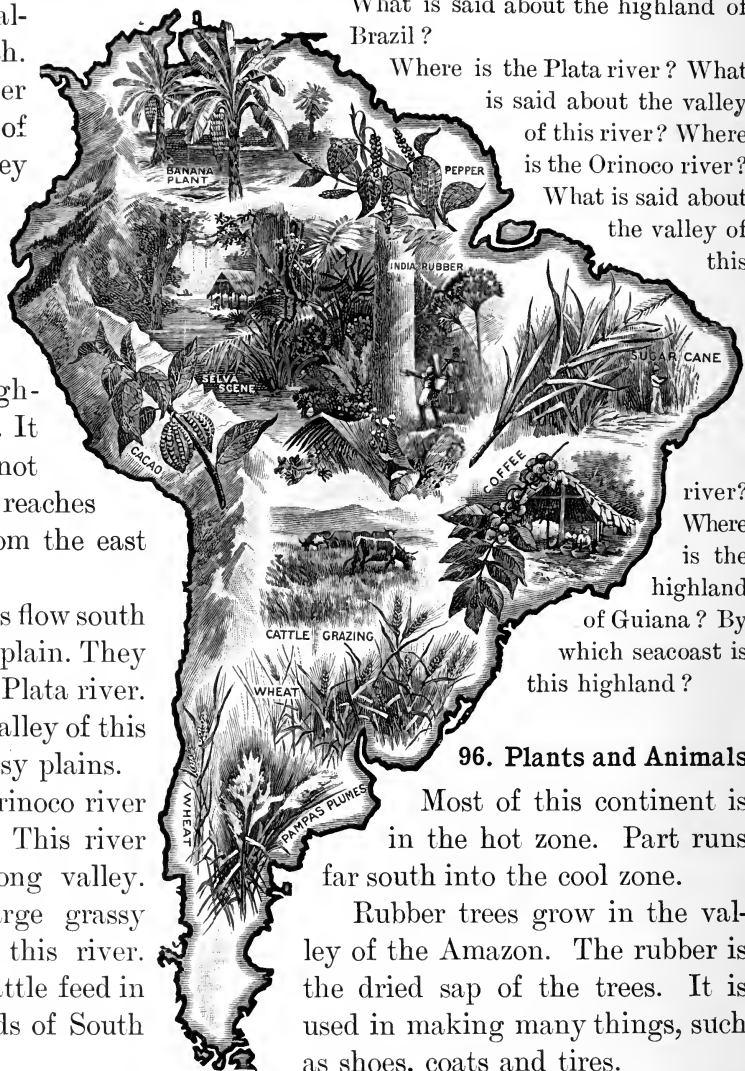 al-
h.
er
of
ey
gh-
. It
not
reaches
om the east
s flow south
plain. They
Plata river.
alley of this
sy plains.
rinoco river
This river
ong valley.
arge grassy
this river.
attle feed in
ds of South
BANANA
PLANT
PEPPER
INDIA RUBBER
SUGAR CANE
SELVA
SCENE
CACAO
COFFEE
CATTLE GRAZING
WHEAT
WHEAT
PAMPAS PLUMES
What is said about the highland of
Brazil ?
Where is the Plata river ? What
is said about the valley
of this river? Where
is the Orinoco river?
What is said about
the valley of
this
river?
Where
is the
highland
of Guiana ? By
which seacoast is
this highland ?
96. Plants and Animals
Most of this continent is
in the hot zone. Part runs
far south into the cool zone.
Rubber trees grow in the val-
ley of the Amazon. The rubber is
the dried sap of the trees. It is
used in making many things, such
as shoes, coats and tires.